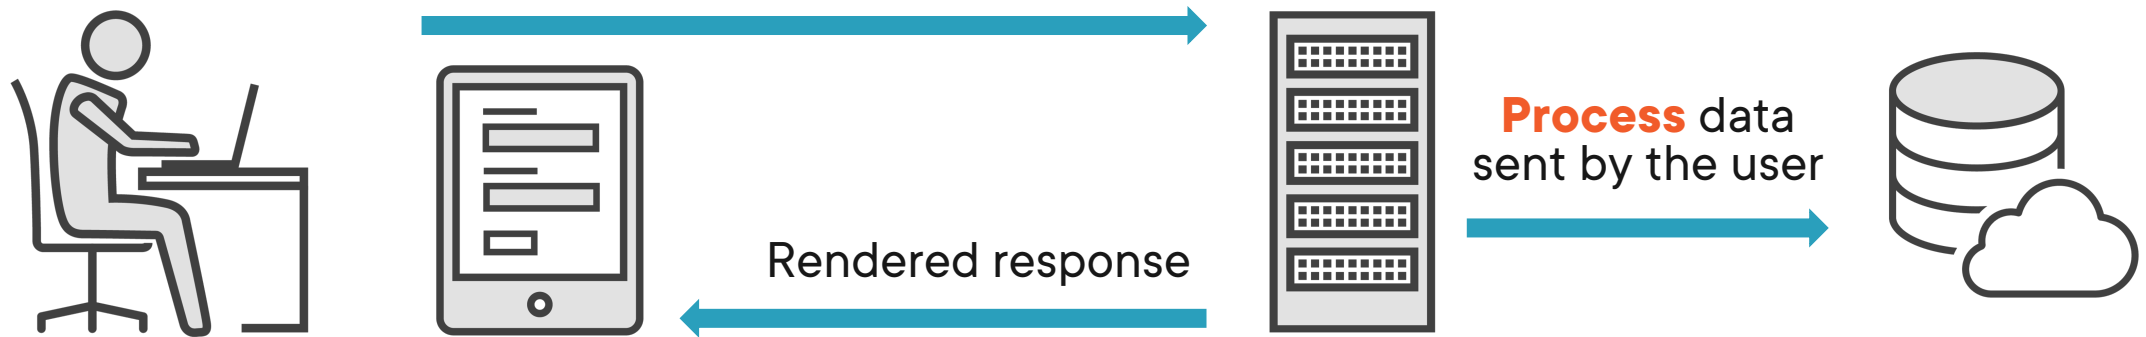 Process data
sent by the user
Rendered response